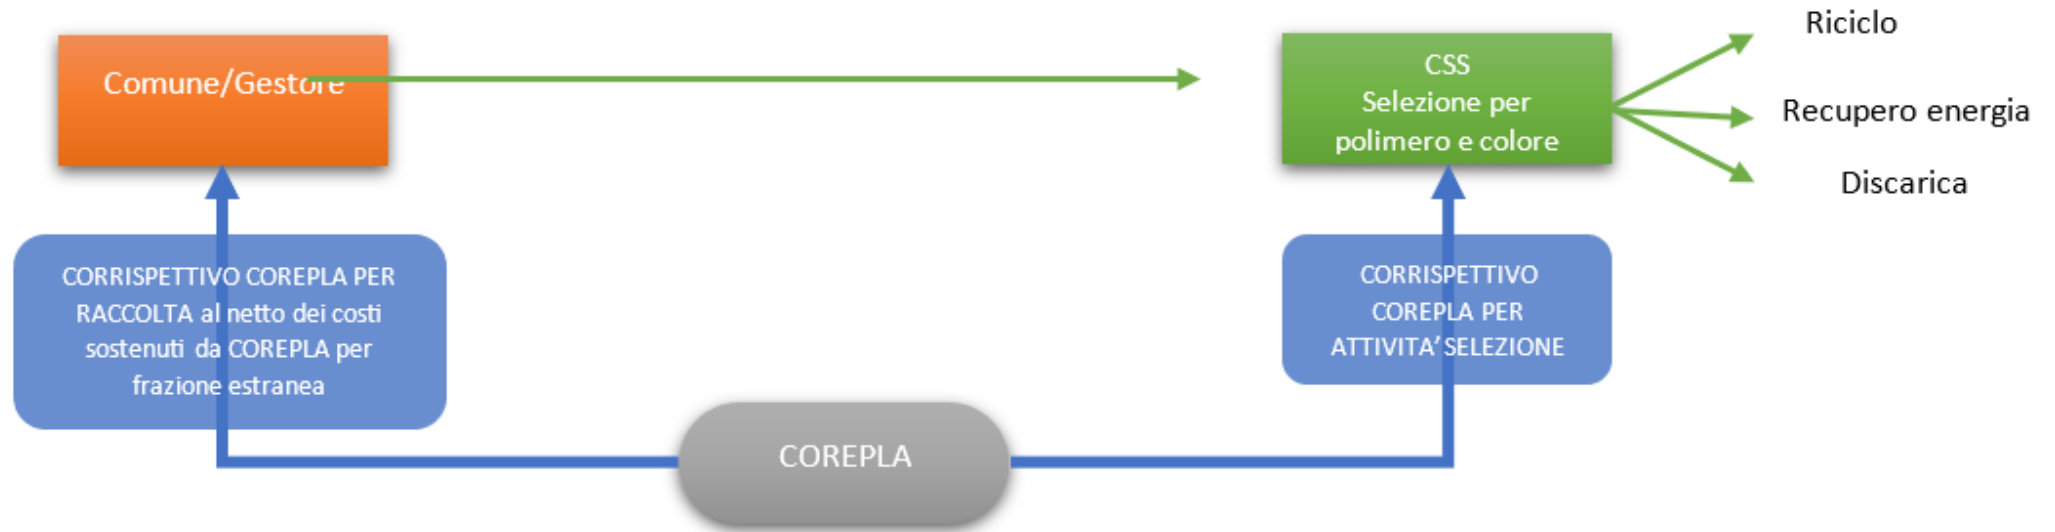 Comune/Gestore
CSS
Selezione per
polimero e colore
Riciclo
Recupero energia
Discarica
CORRISPETTIVO COREPLA PER
RACCOLTA al netto dei costi
sostenuti da COREPLA per
frazione estranea
CORRISPETTIVO
COREPLA PER
ATTIVITA’ SELEZIONE
COREPLA